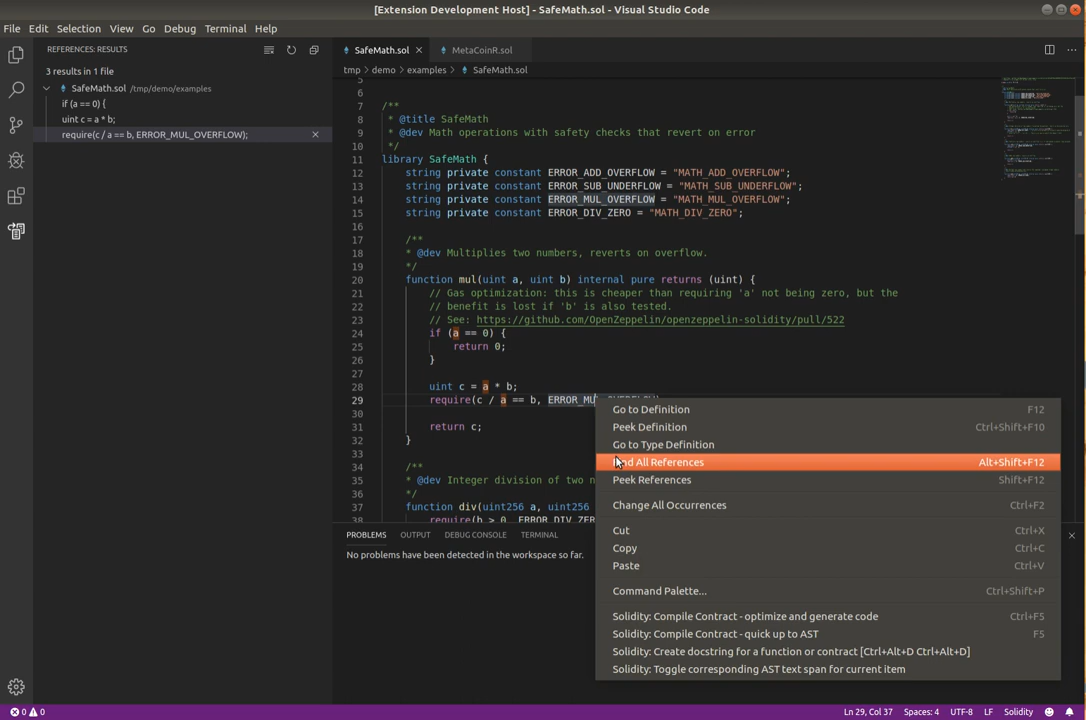 [Extension Development Host] - SafeMath.sol - Visual Studio Code
File Edit Selection View Go Debug Terminal Help
REFERENCES: RESULTS
3 results in 1 file
SafeMath.sol /tmp/demo/examples
if (a == 0) {
uint c = a * b;
require(c / a == b, ERROR_MUL_OVERFLOW);
SafeMath.sol
MetaCoinR.sol
tmp > demo > examples > SafeMath.sol
5
6
7 /**
8 * @title SafeMath
9 * @dev Math operations with safety checks that revert on error
10 */
11 library SafeMath {
12 string private constant ERROR_ADD_OVERFLOW = "MATH_ADD_OVERFLOW";
13 string private constant ERROR_SUB_UNDERFLOW = "MATH_SUB_UNDERFLOW";
14 string private constant ERROR_MUL_OVERFLOW = "MATH_MUL_OVERFLOW";
15 string private constant ERROR_DIV_ZERO = "MATH_DIV_ZERO";
16
17 /**
18 * @dev Multiplies two numbers, reverts on overflow.
19 */
20 function mul(uint a, uint b) internal pure returns (uint) {
21 // Gas optimization: this is cheaper than requiring 'a' not being zero, but the
22 // benefit is lost if 'b' is also tested.
23 // See: https://github.com/OpenZeppelin/openzeppelin-solidity/pull/522
24 if (a == 0) {
25 return 0;
26 }
27
28 uint c = a * b;
29 require(c / a == b, ERROR_MU
30
31 return c;
32 }
33
34 /**
35 * @dev Integer division of two n
36 */
37 function div(uint256 a, uint256
38 require(b > 0, ERROR_DIV_ZERO
Go to Definition F12
Peek Definition Ctrl+Shift+F10
Go to Type Definition
Find All References Alt+Shift+F12
Peek References Shift+F12
Change All Occurrences Ctrl+F2
Cut Ctrl+X
Copy Ctrl+C
Paste Ctrl+V
Command Palette... Ctrl+Shift+P
Solidity: Compile Contract - optimize and generate code Ctrl+F5
Solidity: Compile Contract - quick up to AST F5
Solidity: Create docstring for a function or contract [Ctrl+Alt+D Ctrl+Alt+D]
Solidity: Toggle corresponding AST text span for current item
PROBLEMS OUTPUT DEBUG CONSOLE TERMINAL
No problems have been detected in the workspace so far.
0 0
Ln 29, Col 37 Spaces: 4 UTF-8 LF Solidity